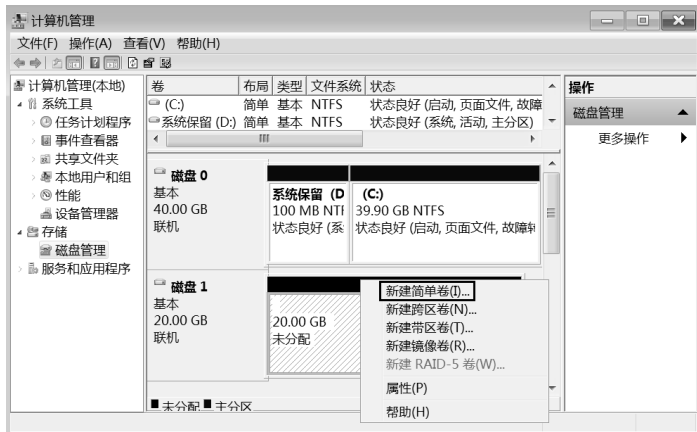 计算机管理
文件(F) 操作(A) 查看(V) 帮助(H)
计算机管理(本地)
系统工具
任务计划程序
事件查看器
共享文件夹
本地用户和组
性能
设备管理器
存储
磁盘管理
服务和应用程序
卷 布局 类型 文件系统 状态
(C:) 简单 基本 NTFS 状态良好 (启动, 页面文件, 故障
系统保留 (D:) 简单 基本 NTFS 状态良好 (系统, 活动, 主分区)
磁盘 0
基本
40.00 GB
联机
系统保留 (D
100 MB NTF
状态良好 (系
(C:)
39.90 GB NTFS
状态良好 (启动, 页面文件, 故障转
磁盘 1
基本
20.00 GB
联机
20.00 GB
未分配
新建简单卷(I)...
新建跨区卷(N)...
新建带区卷(T)...
新建镜像卷(R)...
新建 RAID-5 卷(W)...
属性(P)
帮助(H)
未分配 主分区
操作
磁盘管理
更多操作